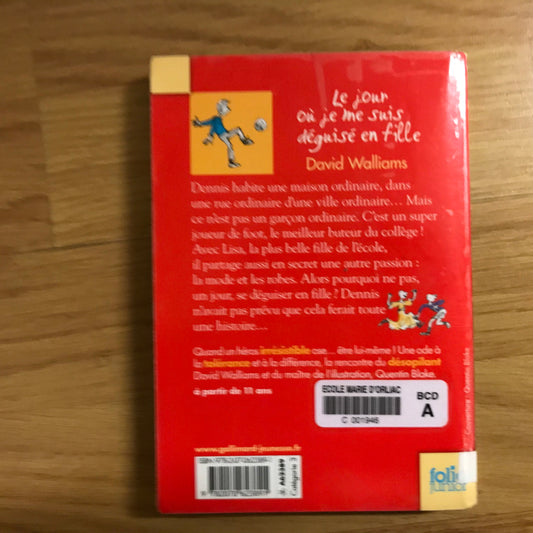 Le jour
où je me suis
déguisé en fille
David Walliams
Dennis habite une maison ordinaire, dans
une rue ordinaire d'une ville ordinaire... Mais
ce n'est pas un garçon ordinaire. C'est un super
joueur de foot, le meilleur buteur du collège !
Avec Lisa, la plus belle fille de l'école,
il partage aussi en secret une autre passion :
la mode et les robes. Alors pourquoi ne pas,
un jour, se déguiser en fille ? Dennis
n'avait pas prévu que cela ferait toute
une histoire...
Quand un héros irrésistible ose... être lui-même ! Une ode à
la tolérance et à la différence, la rencontre du désopilant
David Walliams et du maître de l'illustration, Quentin Blake.
à partir de 11 ans
ECOLE MARIE D'ORLIAC
C 001946
BCD
A
www.gallimard-jeunesse.fr
Catégorie 3
folio
junior
Quentin Blake